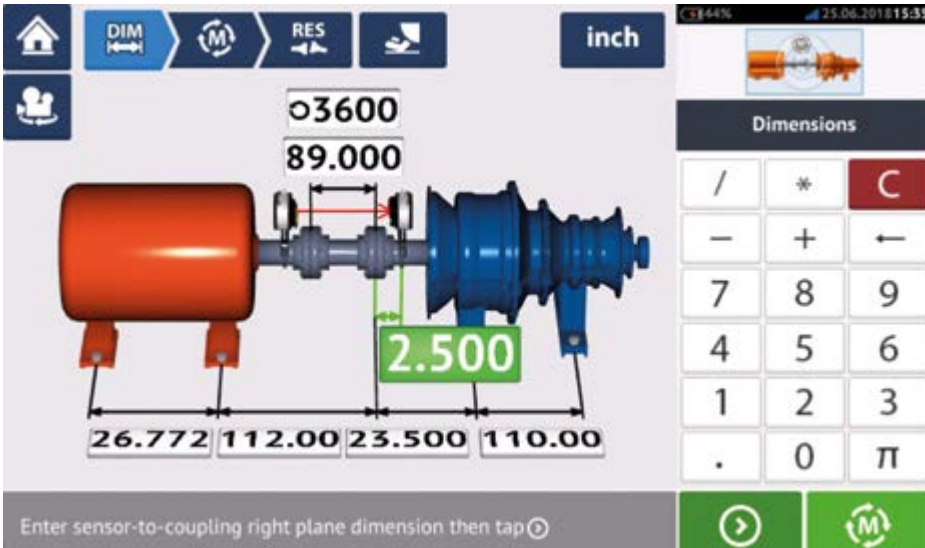 DIM
M
RES
inch
44% 25.06.2018 15:35
3600
89.000
Dimensions
/ * C
− + ←
7 8 9
4 5 6
1 2 3
. 0 π
2.500
26.772 112.00 23.500 110.00
Enter sensor-to-coupling right plane dimension then tap
M